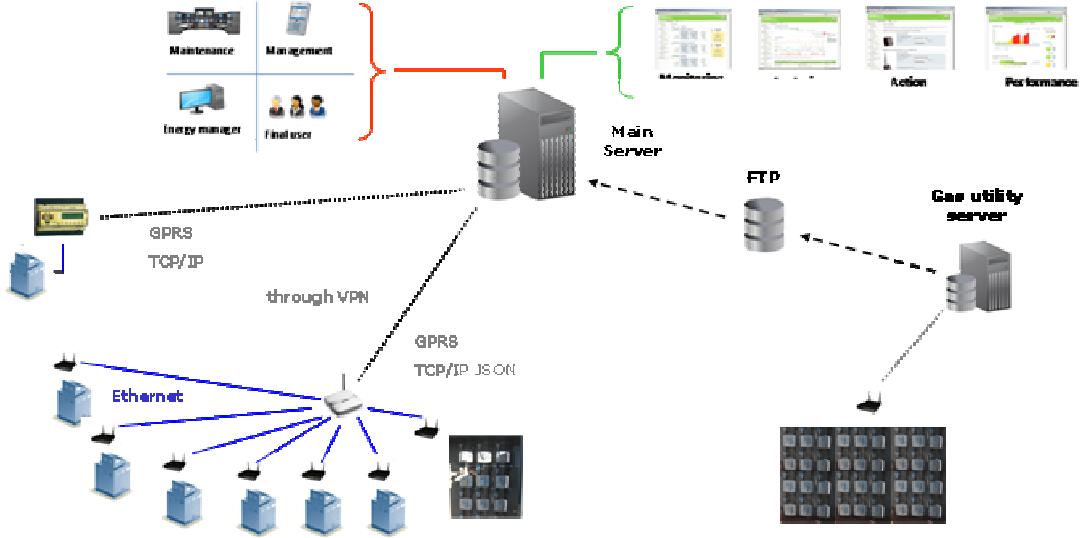 Maintenance
Management
Energy manager
Final user
Action
Performance
Main
Server
FTP
Gas utility
server
GPRS
TCP/IP
through VPN
GPRS
TCP/IP JSON
Ethernet